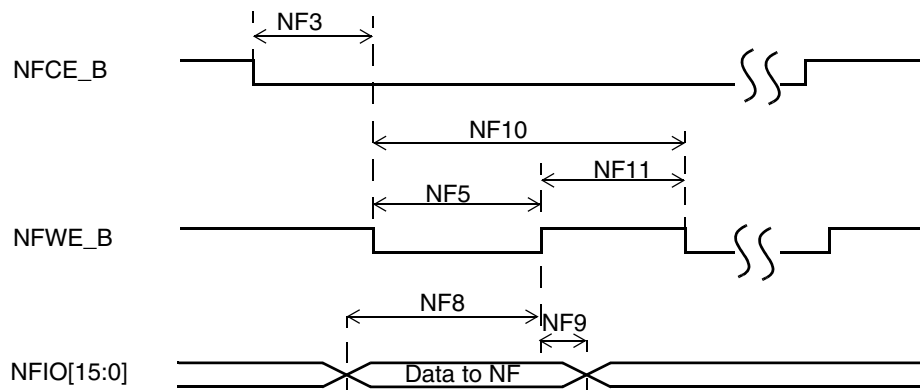 NF3
NFCE_B
NF10
NF11
NF5
NFWE_B
NF8
NF9
NFIO[15:0]
Data to NF